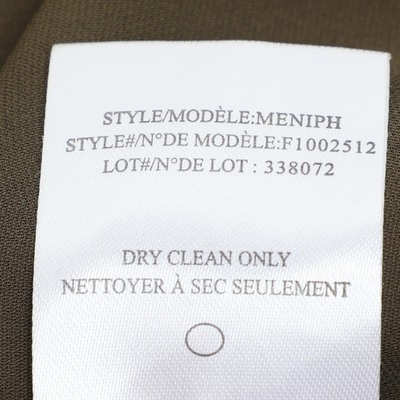 STYLE/MODÈLE:MENIPH
STYLE#/N°DE MODÈLE:F1002512
LOT#/N°DE LOT : 338072
DRY CLEAN ONLY
NETTOYER À SEC SEULEMENT